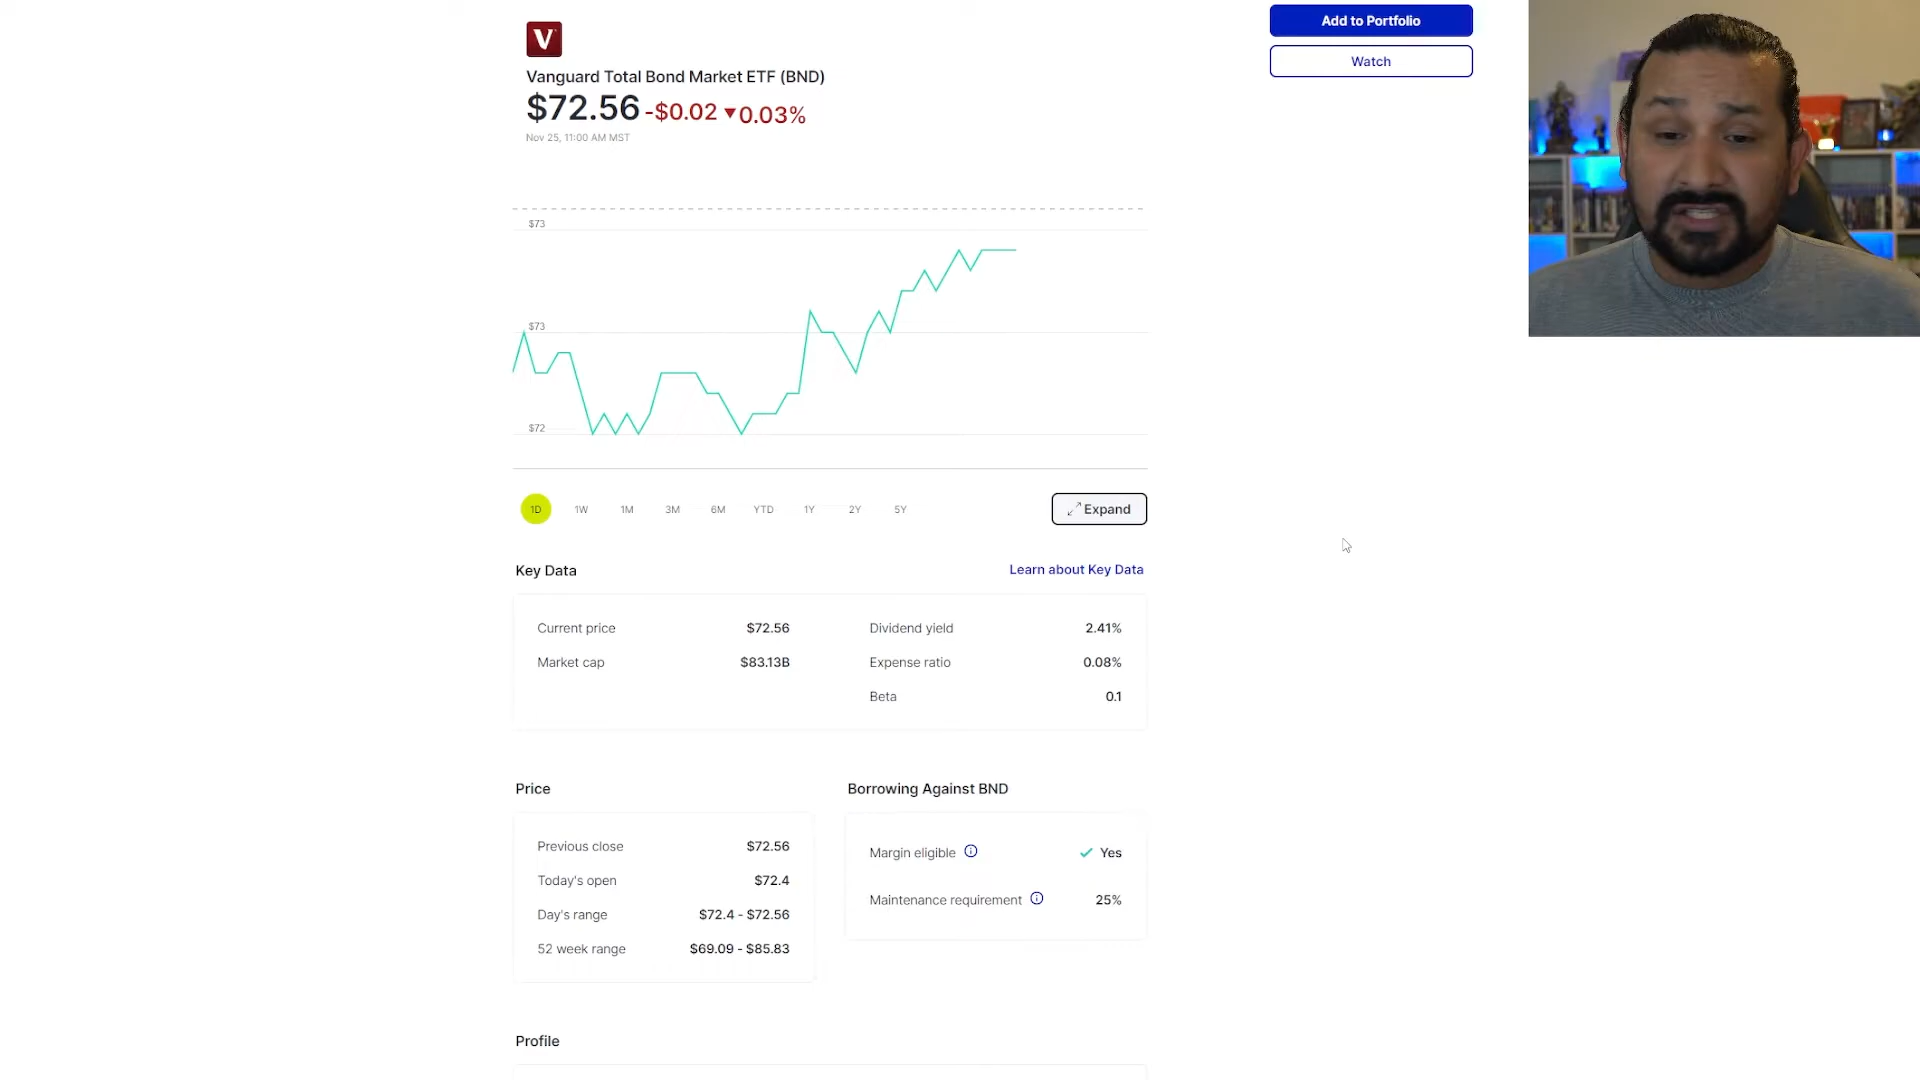 V
Vanguard Total Bond Market ETF (BND)
$72.56 -$0.02 ▼0.03%
Nov 25, 11:00 AM MST
Add to Portfolio
Watch
$73
$73
$72
1D 1W 1M 3M 6M YTD 1Y 2Y 5Y
Expand
Key Data
Learn about Key Data
Current price $72.56
Dividend yield 2.41%
Market cap $83.13B
Expense ratio 0.08%
Beta 0.1
Price
Borrowing Against BND
Previous close $72.56
Margin eligible Yes
Today's open $72.4
Maintenance requirement 25%
Day's range $72.4 - $72.56
52 week range $69.09 - $85.83
Profile